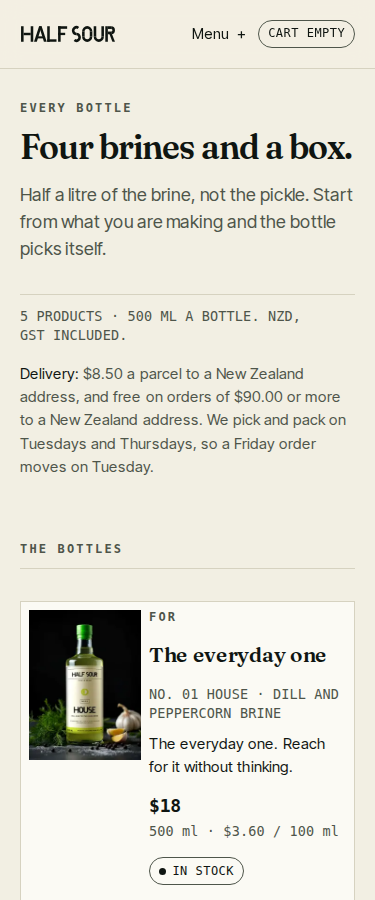 HALF SOUR
Menu +
CART EMPTY
EVERY BOTTLE
Four brines and a box.
Half a litre of the brine, not the pickle. Start
from what you are making and the bottle
picks itself.
5 PRODUCTS · 500 ML A BOTTLE. NZD,
GST INCLUDED.
Delivery: $8.50 a parcel to a New Zealand
address, and free on orders of $90.00 or more
to a New Zealand address. We pick and pack on
Tuesdays and Thursdays, so a Friday order
moves on Tuesday.
THE BOTTLES
HALF SOUR
HOUSE
FOR
The everyday one
NO. 01 HOUSE · DILL AND
PEPPERCORN BRINE
The everyday one. Reach
for it without thinking.
$18
500 ml · $3.60 / 100 ml
IN STOCK